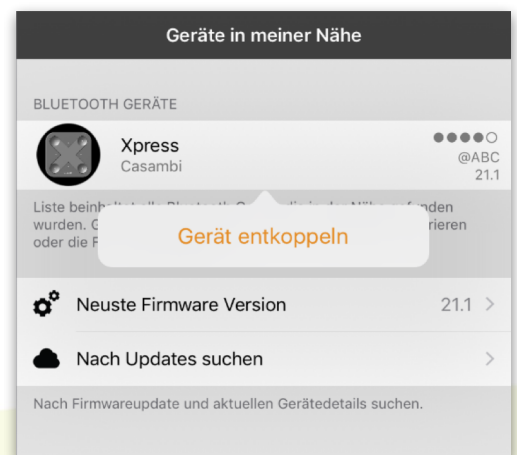 Geräte in meiner Nähe
BLUETOOTH GERÄTE
Xpress
Casambi
@ABC
21.1
Liste
wurden.
oder die
Gerät entkoppeln
Neuste Firmware Version
21.1
Nach Updates suchen
Nach Firmwareupdate und aktuellen Gerätedetails suchen.